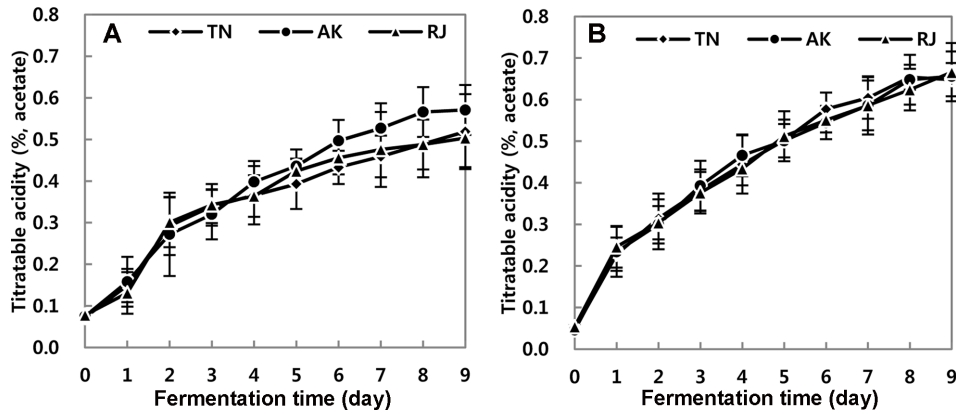 A TN AK RJ
Titratable acidity (%, acetate)
0.8
0.7
0.6
0.5
0.4
0.3
0.2
0.1
0.0
0 1 2 3 4 5 6 7 8 9
Fermentation time (day)
B TN AK RJ
Titratable acidity (%, acetate)
0.8
0.7
0.6
0.5
0.4
0.3
0.2
0.1
0.0
0 1 2 3 4 5 6 7 8 9
Fermentation time (day)